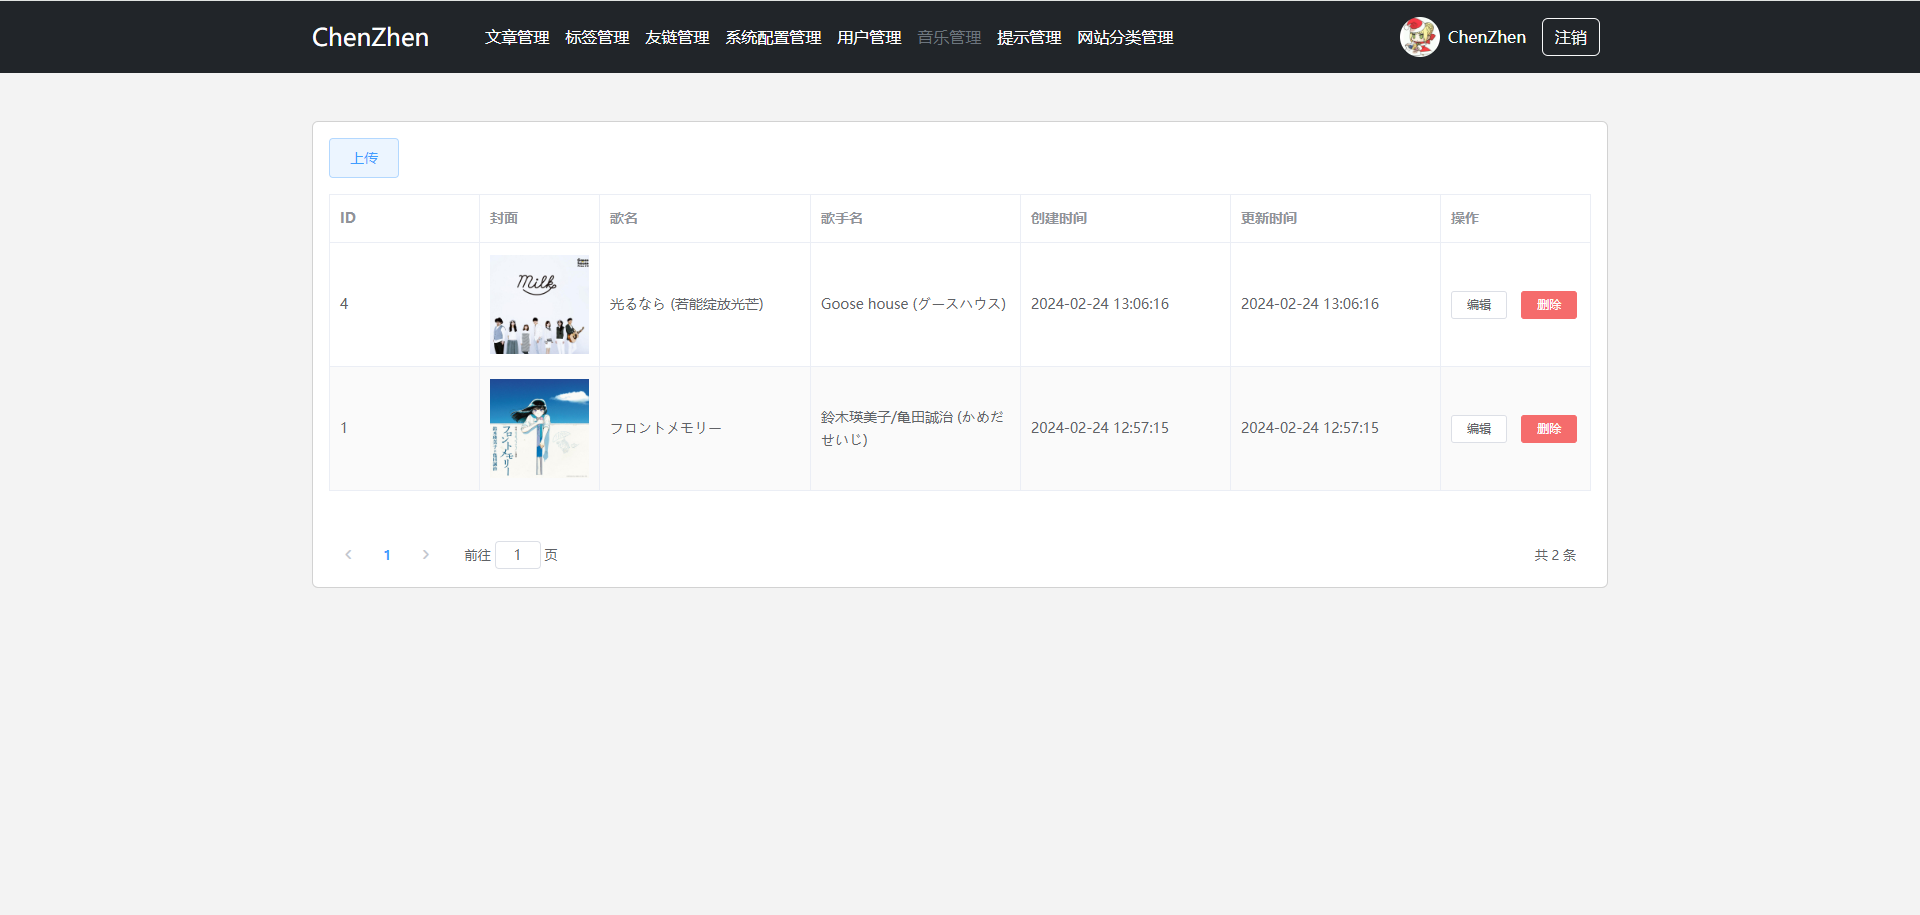 ChenZhen 文章管理 标签管理 友链管理 系统配置管理 用户管理 音乐管理 提示管理 网站分类管理 ChenZhen 注销
上传
ID 封面 歌名 歌手名 创建时间 更新时间 操作
4 milk 光るなら (若能绽放光芒) Goose house (グースハウス) 2024-02-24 13:06:16 2024-02-24 13:06:16 编辑 删除
1 フロントメモリー フロントメモリー 鈴木瑛美子/亀田誠治 (かめだ
せいじ) 2024-02-24 12:57:15 2024-02-24 12:57:15 编辑 删除
1 前往 1 页 共 2 条